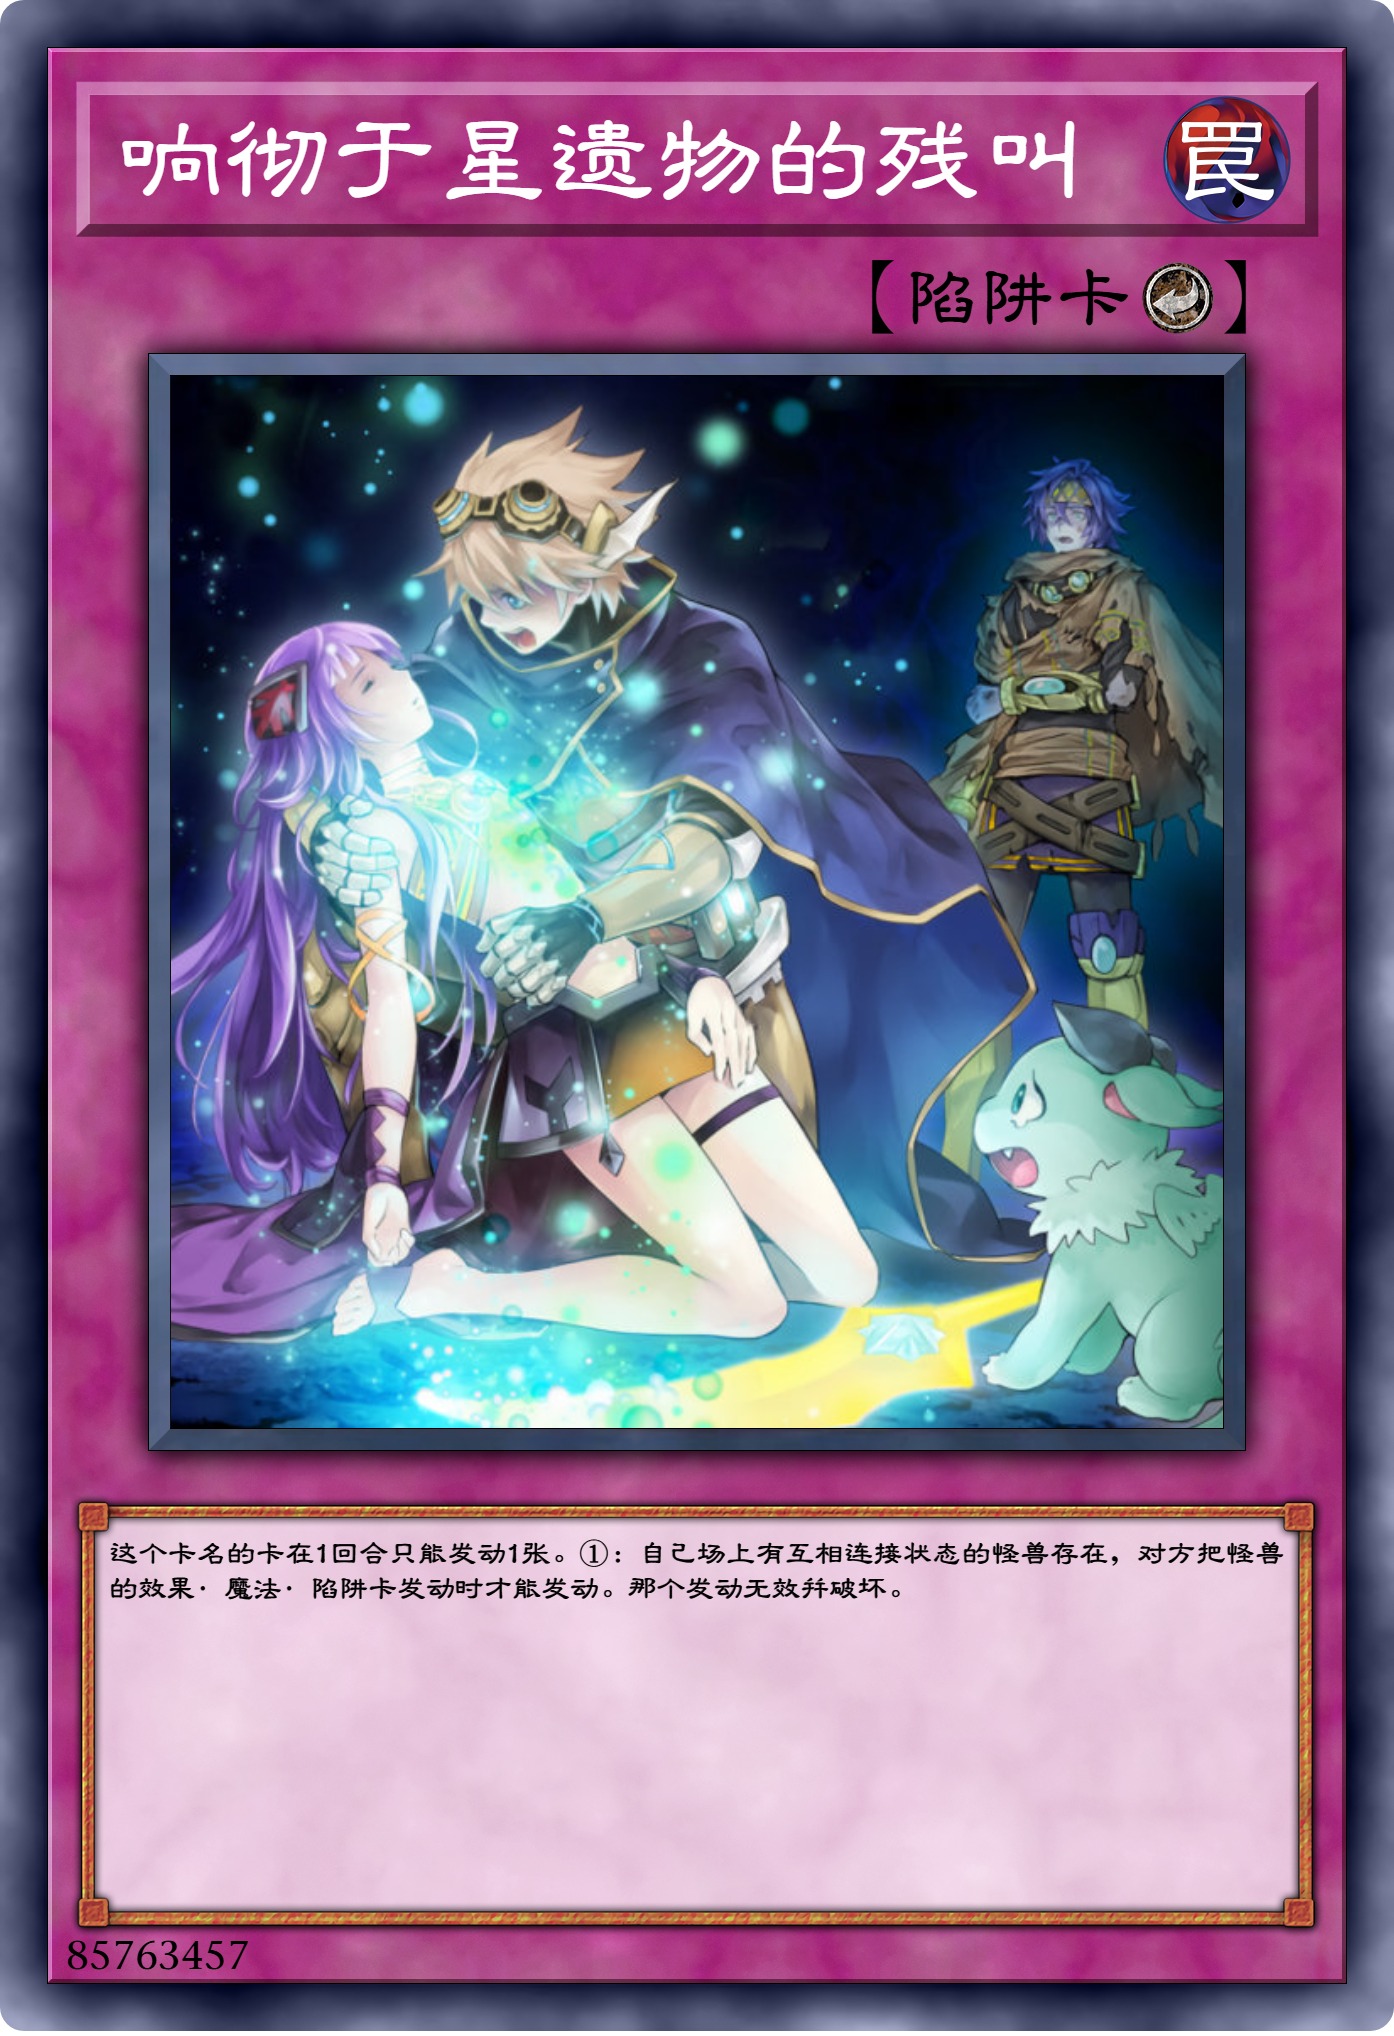 响彻于星遗物的残叫 罠
【陷阱卡】
这个卡名的卡在1回合只能发动1张。①：自己场上有互相连接状态的怪兽存在，对方把怪兽
的效果·魔法·陷阱卡发动时才能发动。那个发动无效并破坏。
85763457